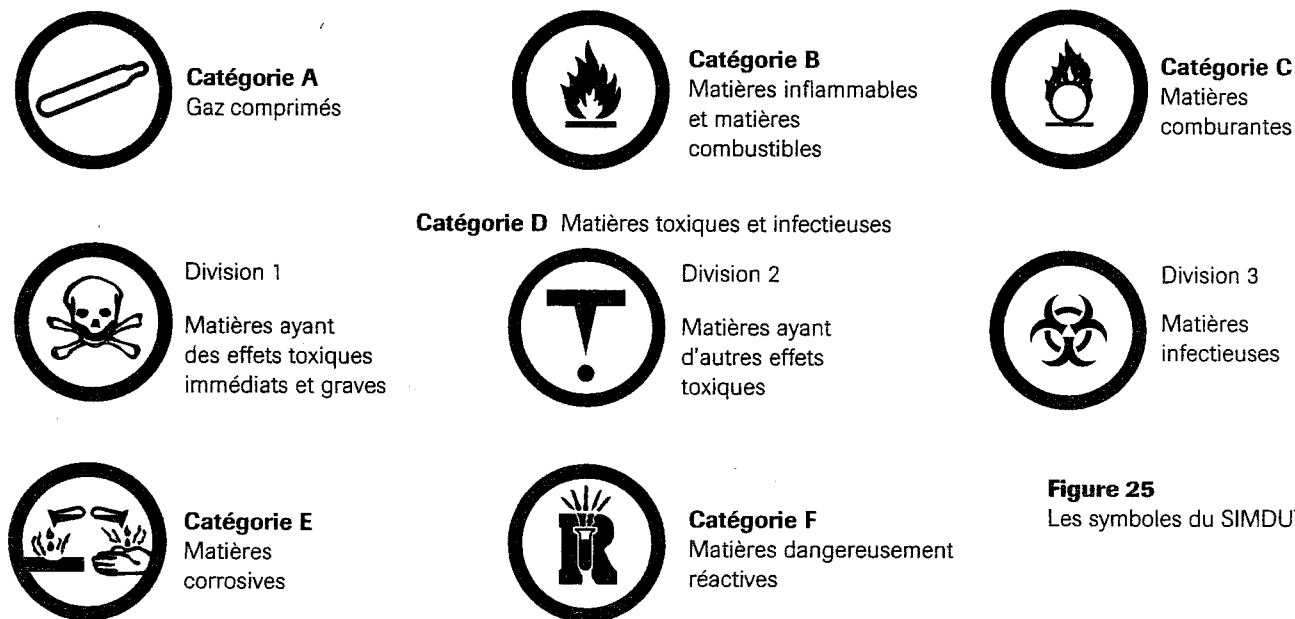 Catégorie A
Gaz comprimés
Catégorie B
Matières inflammables
et matières
combustibles
Catégorie C
Matières
comburantes
Catégorie D Matières toxiques et infectieuses
Division 1
Matières ayant
des effets toxiques
immédiats et graves
Division 2
Matières ayant
d'autres effets
toxiques
Division 3
Matières
infectieuses
Catégorie E
Matières
corrosives
R
Catégorie F
Matières dangereusement
réactives
Figure 25
Les symboles du SIMDU